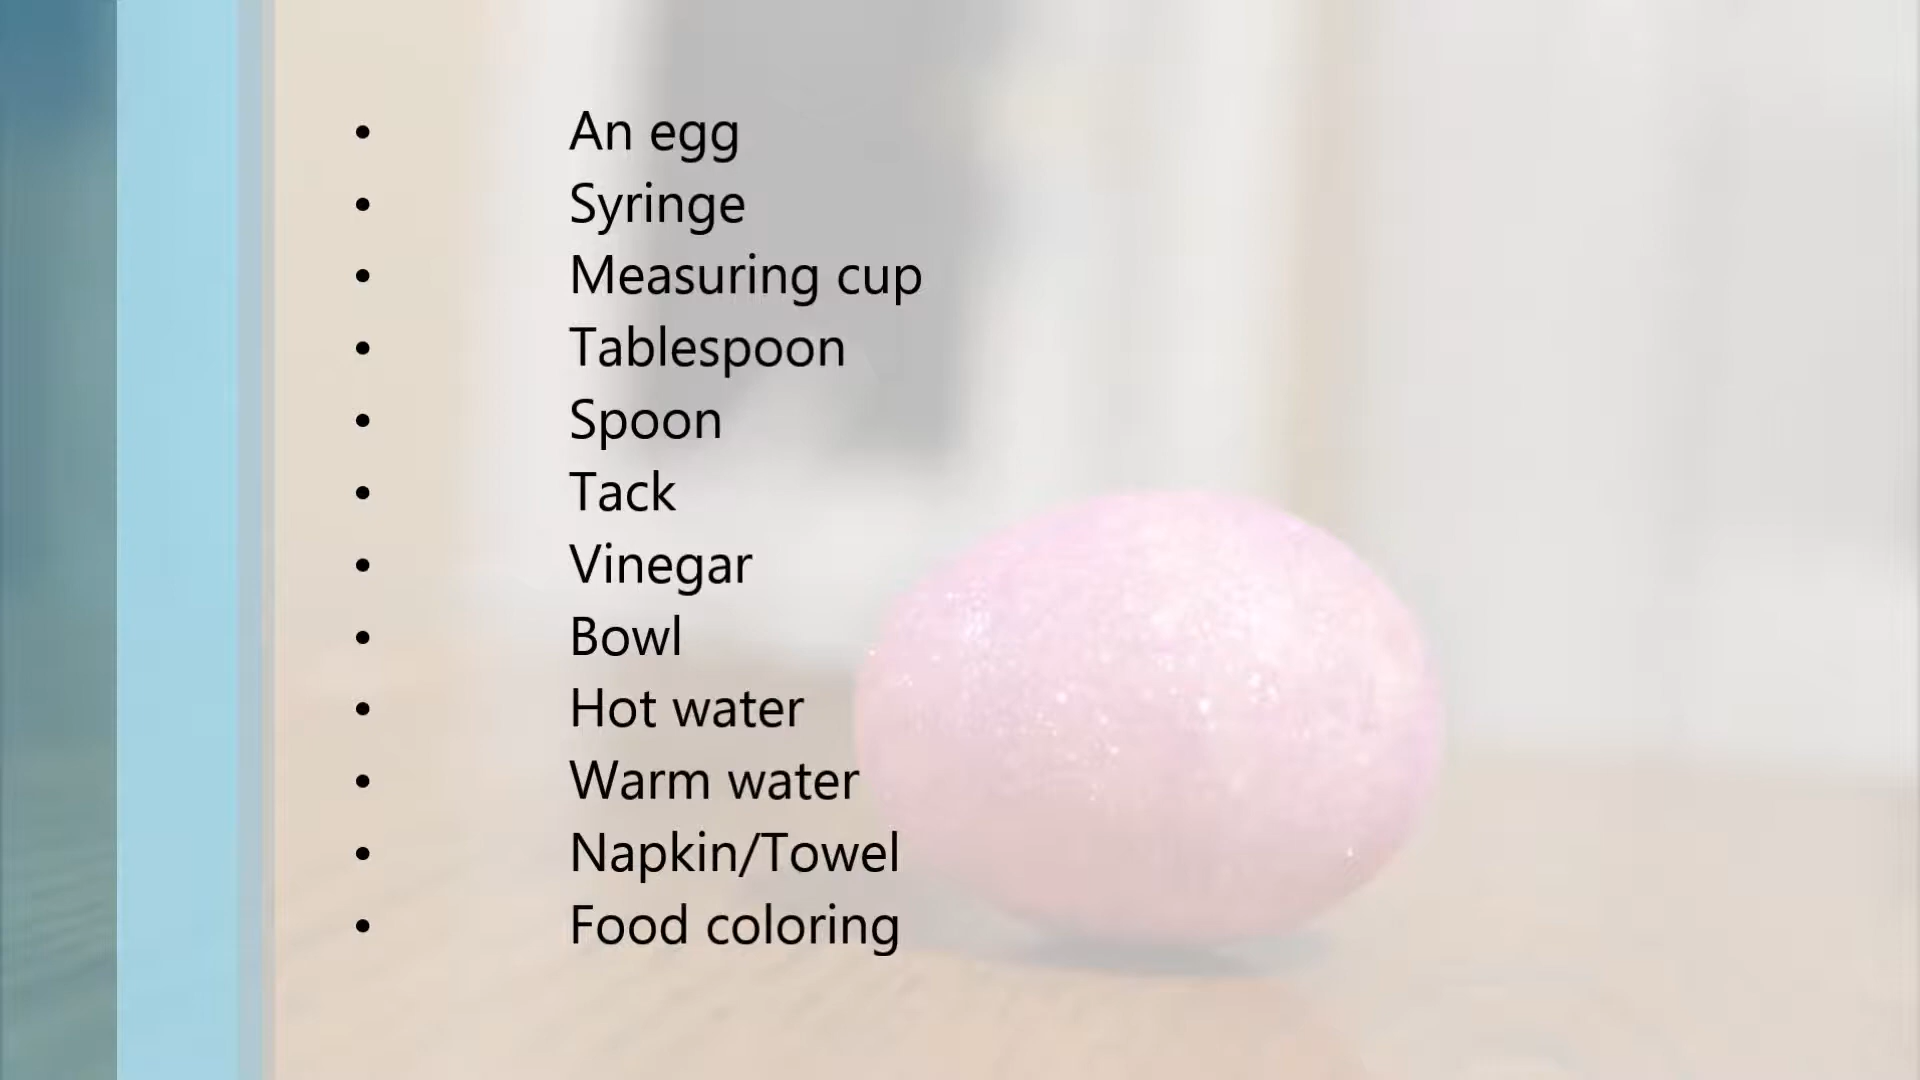 • An egg
• Syringe
• Measuring cup
• Tablespoon
• Spoon
• Tack
• Vinegar
• Bowl
• Hot water
• Warm water
• Napkin/Towel
• Food coloring